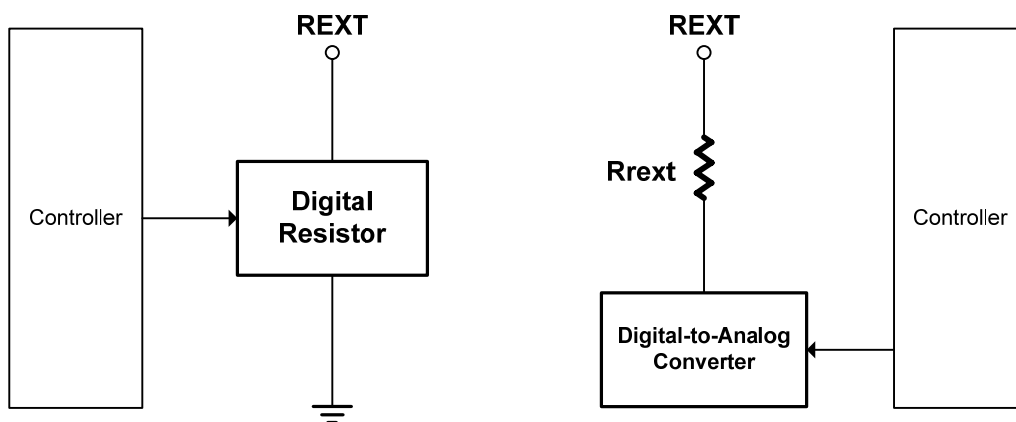 REXT
Controller
Digital
Resistor
REXT
Rrext
Digital-to-Analog
Converter
Controller